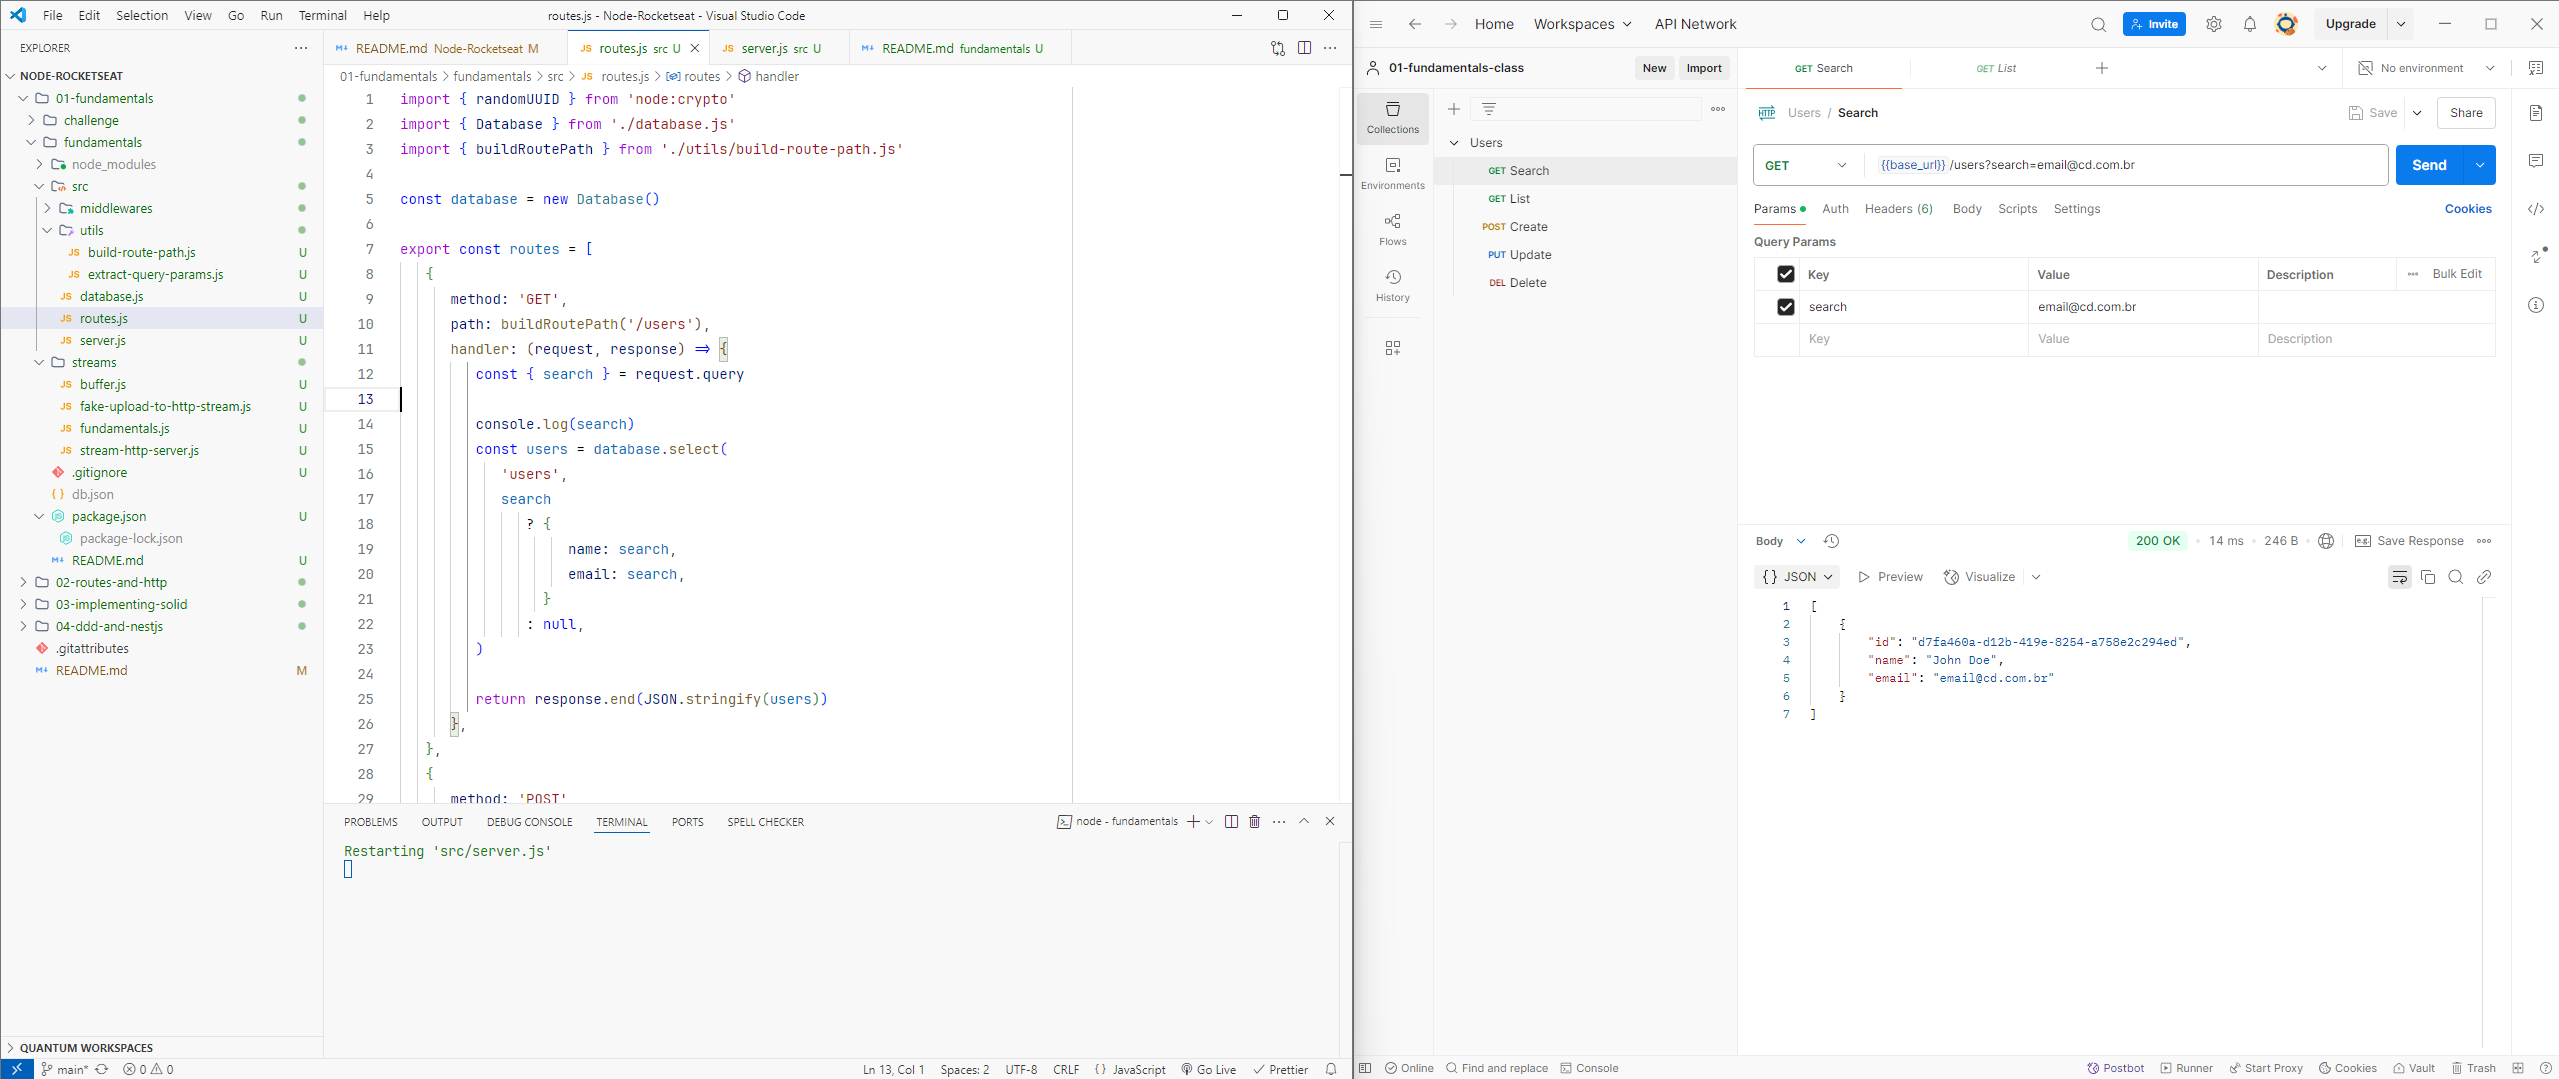 File Edit Selection View Go Run Terminal Help
routes.js - Node-Rocketseat - Visual Studio Code
EXPLORER
NODE-ROCKETSEAT
01-fundamentals
challenge
fundamentals
node_modules
src
middlewares
utils
JS build-route-path.js U
JS extract-query-params.js U
JS database.js U
JS routes.js U
JS server.js U
streams
JS buffer.js U
JS fake-upload-to-http-stream.js U
JS fundamentals.js U
JS stream-http-server.js U
.gitignore U
{} db.json
package.json U
package-lock.json
README.md U
02-routes-and-http
03-implementing-solid
04-ddd-and-nestjs
.gitattributes
README.md M
QUANTUM WORKSPACES
README.md Node-Rocketseat M
JS routes.js src U
JS server.js src U
README.md fundamentals U
01-fundamentals > fundamentals > src > JS routes.js > routes > handler
1 import { randomUUID } from 'node:crypto'
2 import { Database } from './database.js'
3 import { buildRoutePath } from './utils/build-route-path.js'
4
5 const database = new Database()
6
7 export const routes = [
8 {
9 method: 'GET',
10 path: buildRoutePath('/users'),
11 handler: (request, response) => {
12 const { search } = request.query
13
14 console.log(search)
15 const users = database.select(
16 'users',
17 search
18 ? {
19 name: search,
20 email: search,
21 }
22 : null,
23 )
24
25 return response.end(JSON.stringify(users))
26 },
27 },
28 {
29 method: 'POST'
PROBLEMS OUTPUT DEBUG CONSOLE TERMINAL PORTS SPELL CHECKER
node - fundamentals
Restarting 'src/server.js'
main* 0 0
Ln 13, Col 1 Spaces: 2 UTF-8 CRLF {} JavaScript Go Live Prettier
Home Workspaces API Network
Invite
Upgrade
01-fundamentals-class
New Import
Collections
Environments
Flows
History
Users
GET Search
GET List
POST Create
PUT Update
DEL Delete
GET Search
GET List
No environment
HTTP Users / Search
Save Share
GET {{base_url}}/users?search=email@cd.com.br Send
Params Auth Headers (6) Body Scripts Settings Cookies
Query Params
Key Value Description Bulk Edit
search email@cd.com.br
Key Value Description
Body 200 OK 14 ms 246 B e.g. Save Response
{} JSON Preview Visualize
1 [
2 {
3 "id": "d7fa460a-d12b-419e-8254-a758e2c294ed",
4 "name": "John Doe",
5 "email": "email@cd.com.br"
6 }
7 ]
Online Find and replace Console
Postbot Runner Start Proxy Cookies Vault Trash